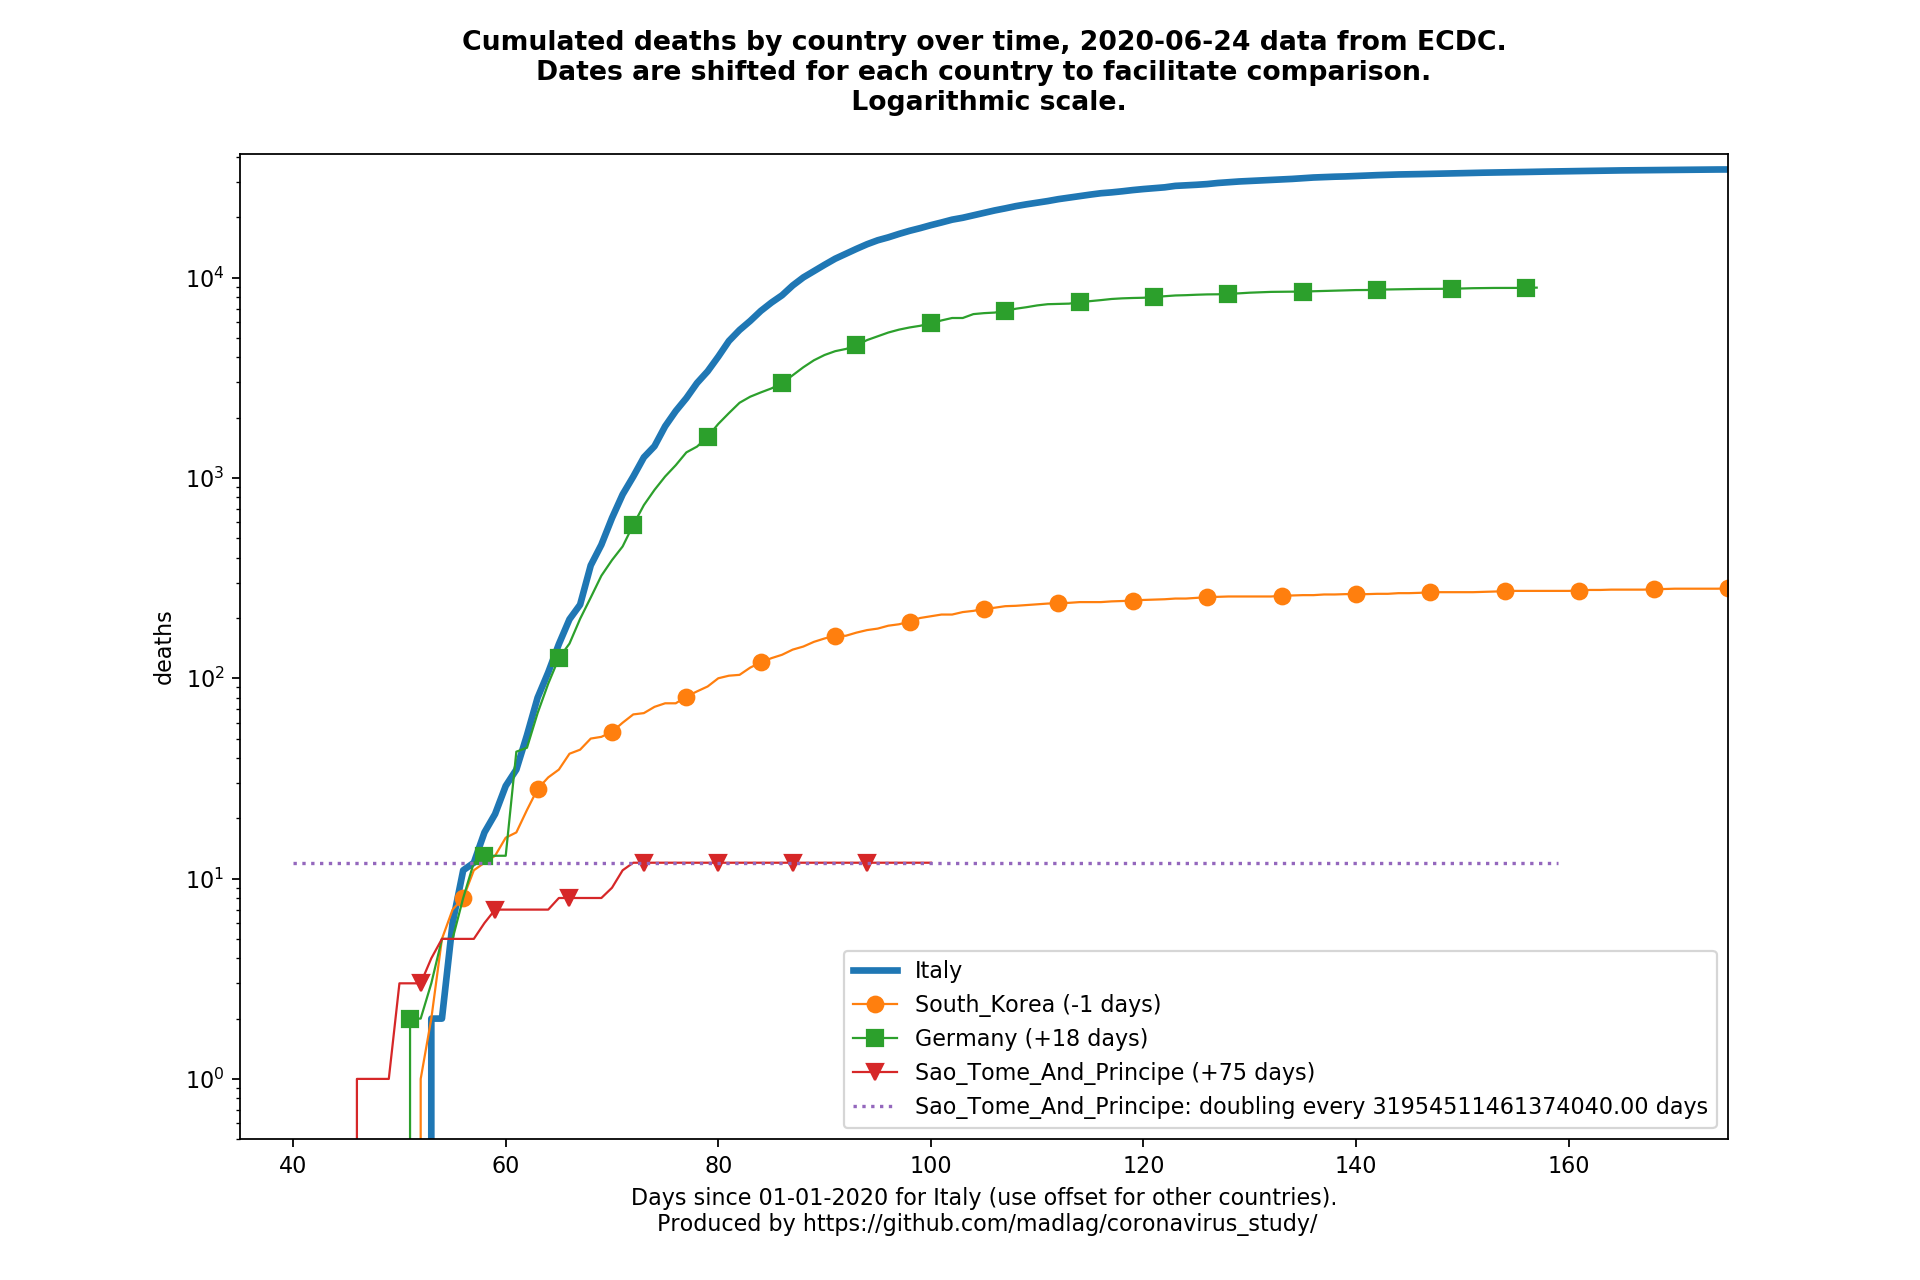 Cumulated deaths by country over time, 2020-06-24 data from ECDC.
Dates are shifted for each country to facilitate comparison.
Logarithmic scale.
10^4
10^3
10^2
10^1
10^0
deaths
Italy
South_Korea (-1 days)
Germany (+18 days)
Sao_Tome_And_Principe (+75 days)
Sao_Tome_And_Principe: doubling every 31954511461374040.00 days
40 60 80 100 120 140 160
Days since 01-01-2020 for Italy (use offset for other countries).
Produced by https://github.com/madlag/coronavirus_study/